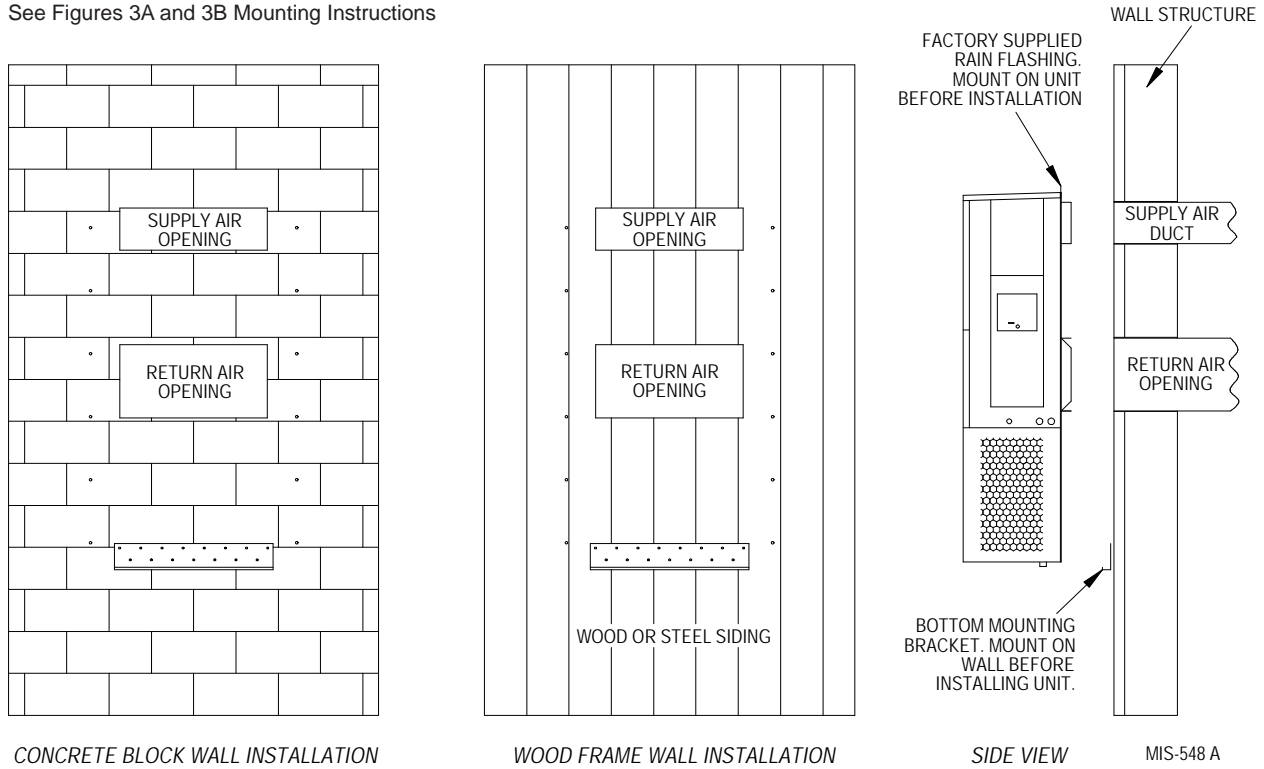 See Figures 3A and 3B Mounting Instructions
WALL STRUCTURE
FACTORY SUPPLIED
RAIN FLASHING.
MOUNT ON UNIT
BEFORE INSTALLATION
SUPPLY AIR
OPENING
SUPPLY AIR
OPENING
SUPPLY AIR
DUCT
RETURN AIR
OPENING
RETURN AIR
OPENING
RETURN AIR
OPENING
WOOD OR STEEL SIDING
BOTTOM MOUNTING
BRACKET. MOUNT ON
WALL BEFORE
INSTALLING UNIT.
CONCRETE BLOCK WALL INSTALLATION
WOOD FRAME WALL INSTALLATION
SIDE VIEW
MIS-548 A